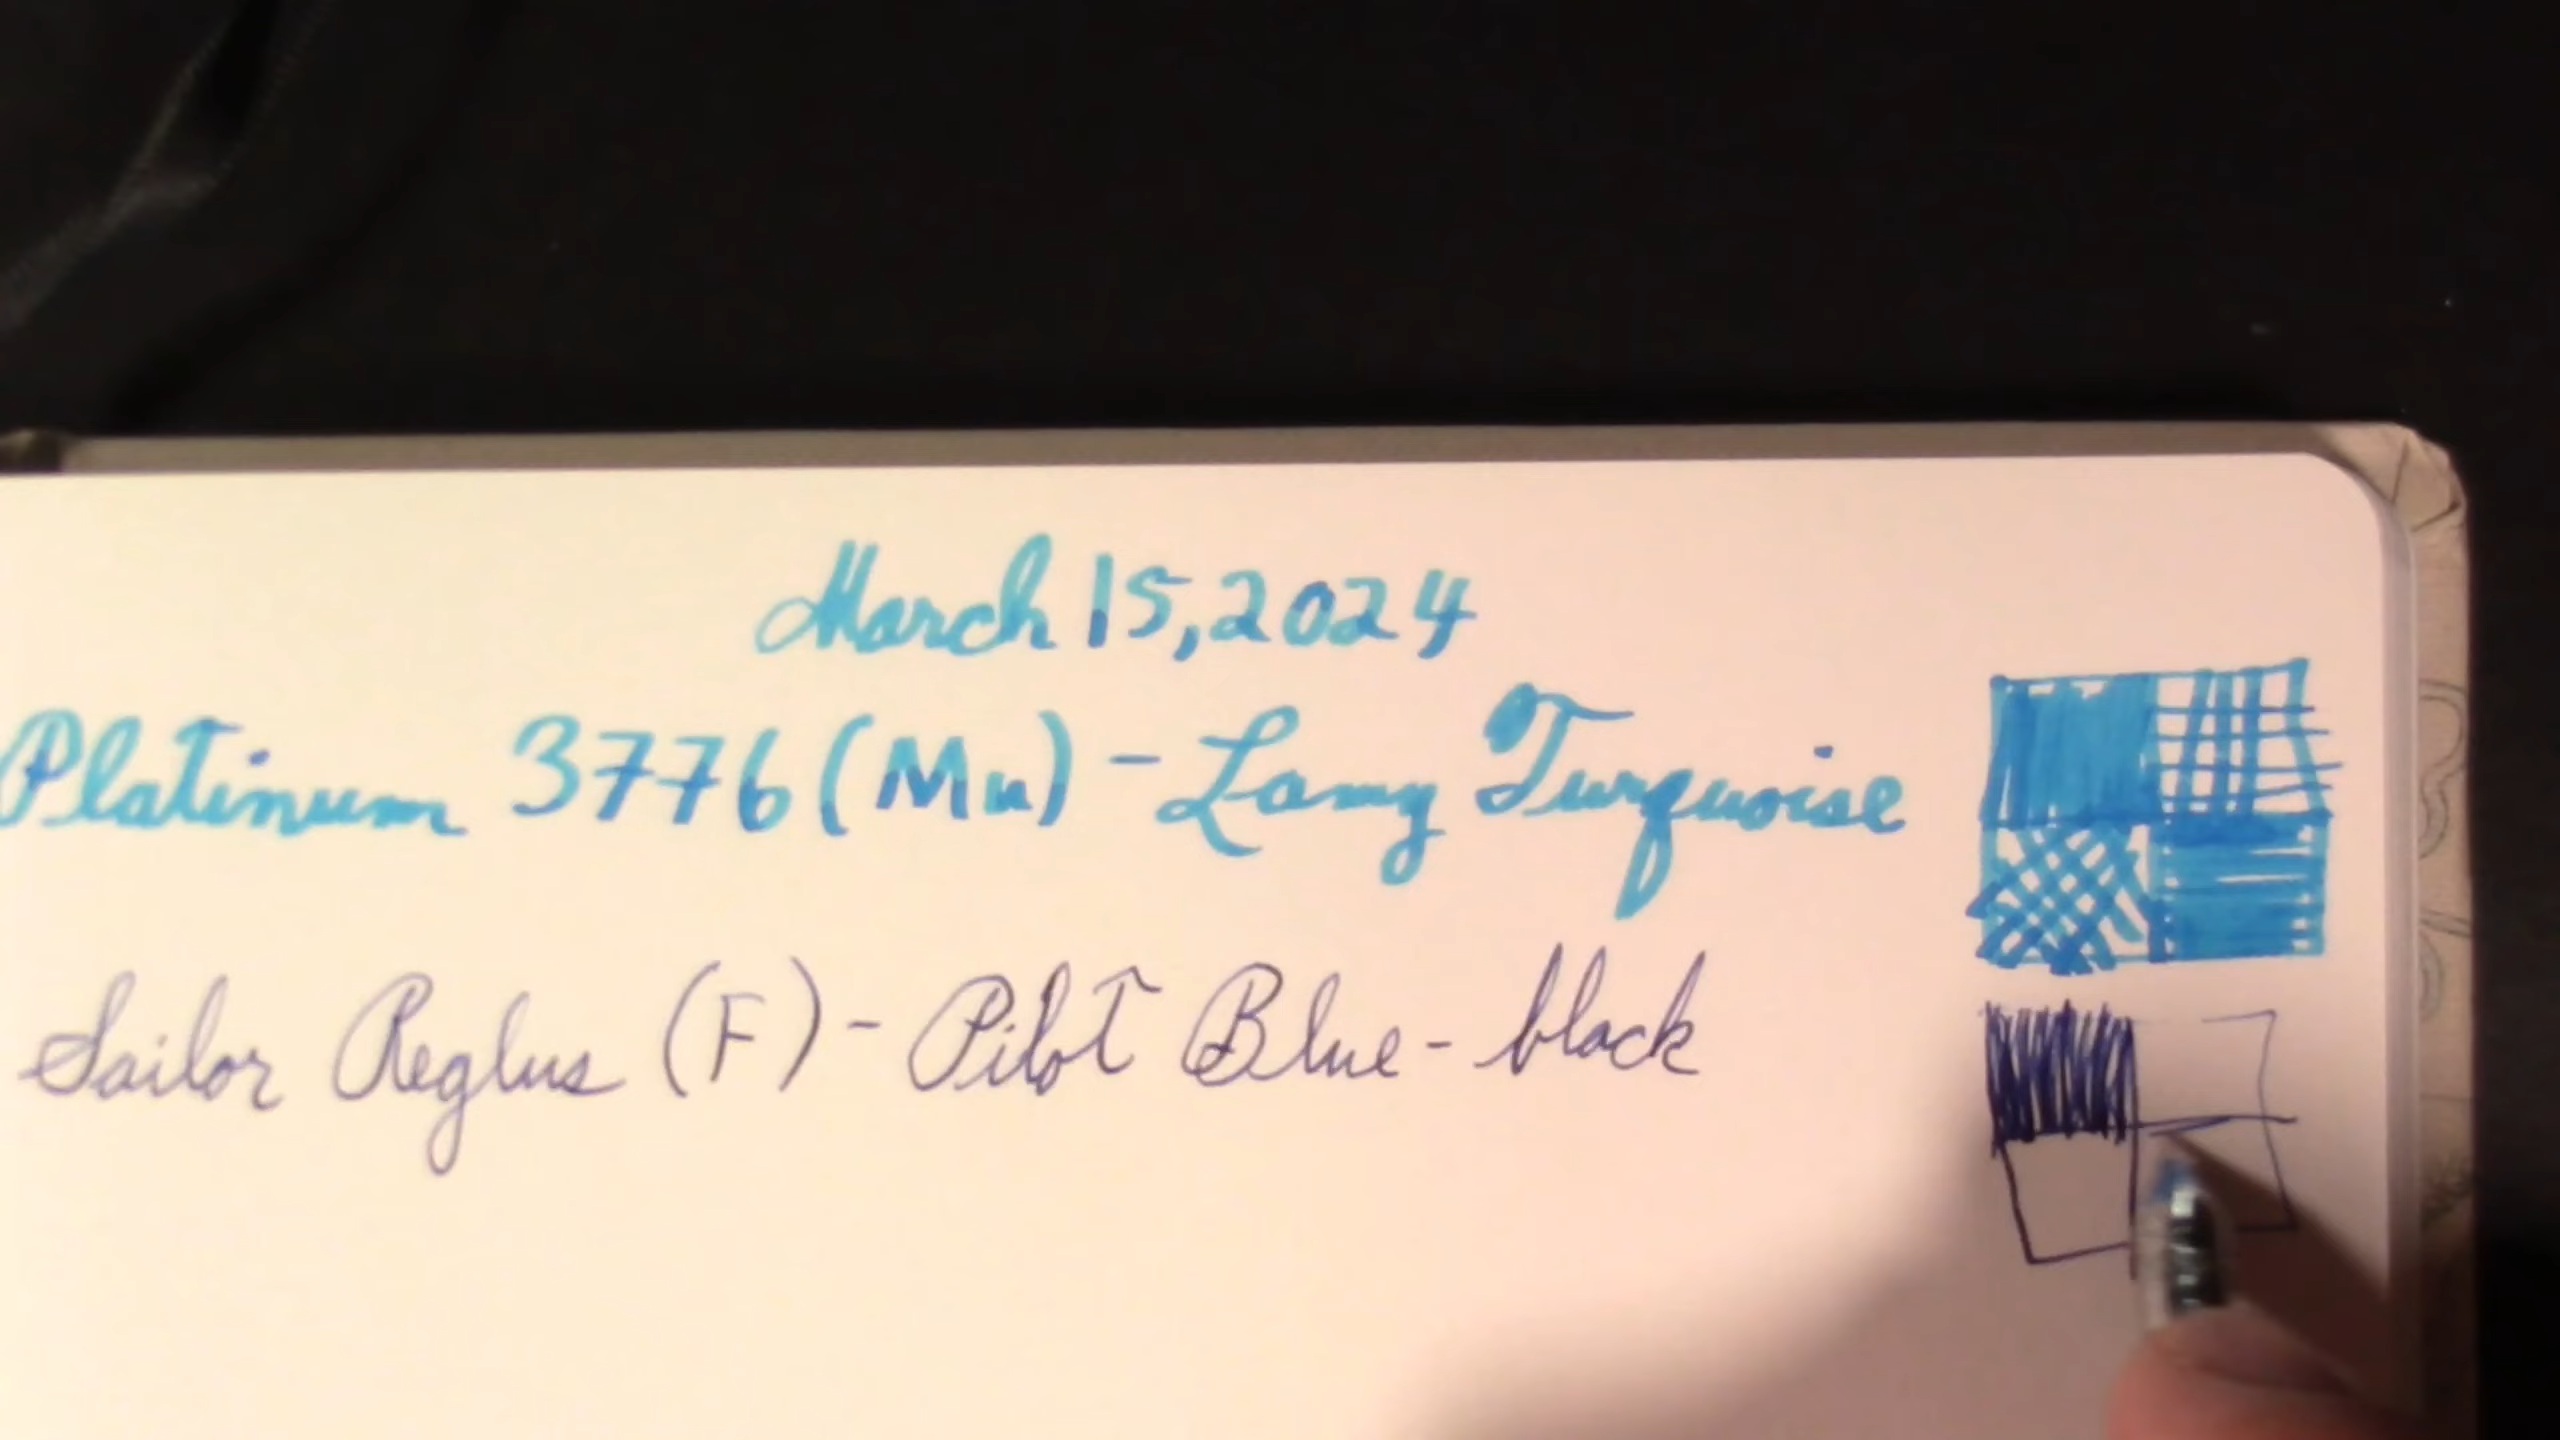 March 15, 2024
Platinum 3776 (Mu) - Lamy Turquoise
Sailor Reglus (F) - Pilot Blue-black